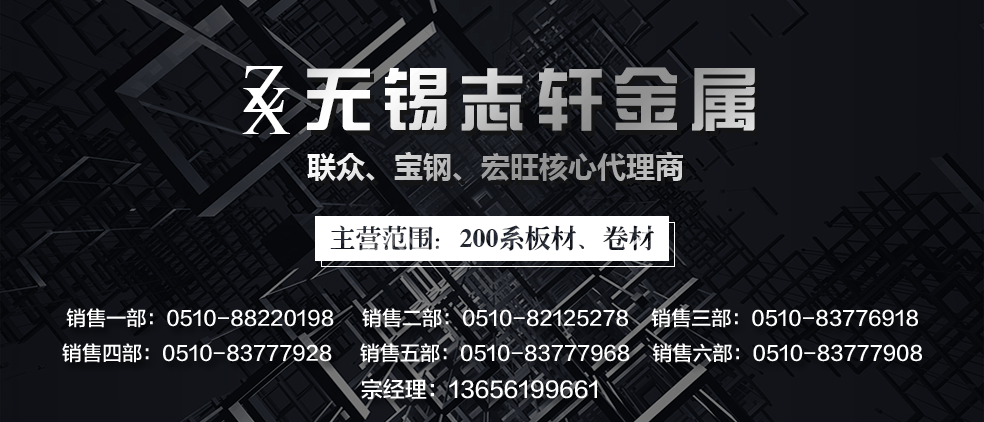 ZX 无锡志轩金属
联众、宝钢、宏旺核心代理商
主营范围：200系板材、卷材
销售一部：0510-88220198 销售二部：0510-82125278 销售三部：0510-83776918
销售四部：0510-83777928 销售五部：0510-83777968 销售六部：0510-83777908
宗经理：13656199661